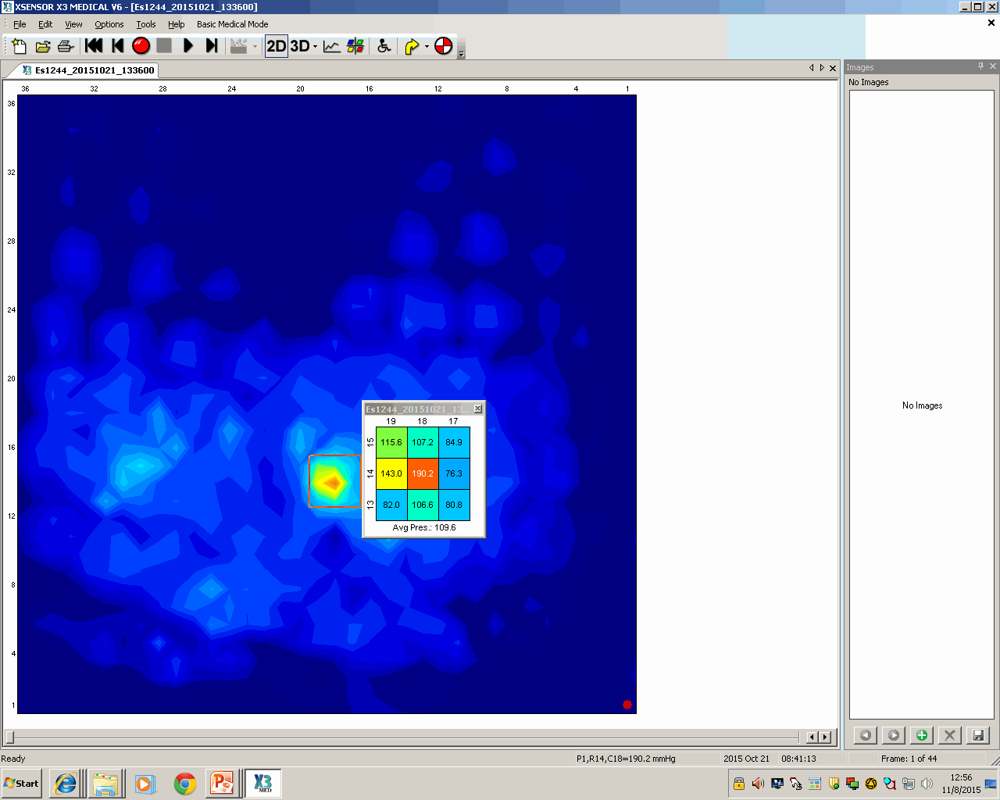 XSENSOR X3 MEDICAL V6 - [Es1244_20151021_133600]
File Edit View Options Tools Help Basic Medical Mode
2D 3D
X3 Es1244_20151021_133600
Images
No Images
36 32 28 24 20 16 12 8 4 1
36
32
28
24
20
16
12
8
4
1
Es1244_20151021_13...
19 18 17
15 115.6 107.2 84.9
14 143.0 190.2 76.3
13 82.0 106.6 80.8
Avg Pres.: 109.6
No Images
Ready P1,R14,C18=190.2 mmHg 2015 Oct 21 08:41:13 Frame: 1 of 44
Start
X3
MED
12:56
11/8/2015